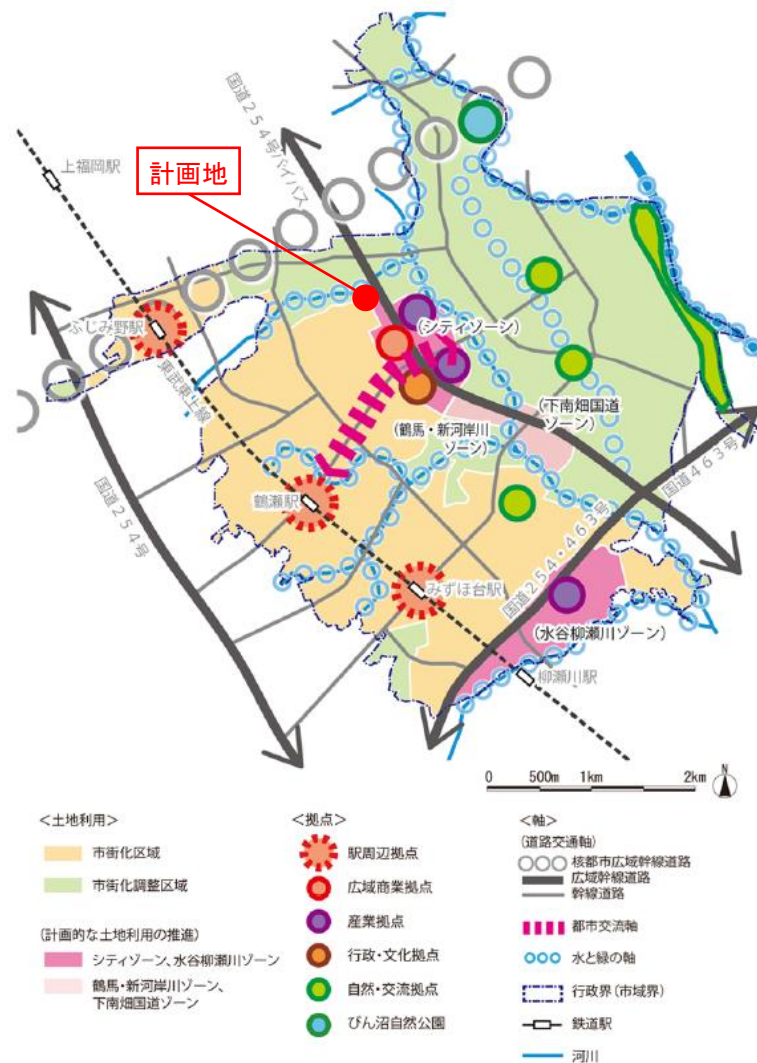 国道254号バイパス
上福岡駅
計画地
ふじみ野駅
(シティゾーン)
東武東上線
(鶴馬・新河岸川
ゾーン)
(下南畑国道
ゾーン)
国道463号
国道254号
鶴瀬駅
国道254・463号
みずほ台駅
(水谷柳瀬川ゾーン)
柳瀬川駅
0 500m 1km 2km
N
<土地利用>
市街化区域
市街化調整区域
(計画的な土地利用の推進)
シティゾーン、水谷柳瀬川ゾーン
鶴馬・新河岸川ゾーン、
下南畑国道ゾーン
<拠点>
駅周辺拠点
広域商業拠点
産業拠点
行政・文化拠点
自然・交流拠点
びん沼自然公園
<軸>
(道路交通軸)
核都市広域幹線道路
広域幹線道路
幹線道路
都市交流軸
水と緑の軸
行政界(市域界)
鉄道駅
河川